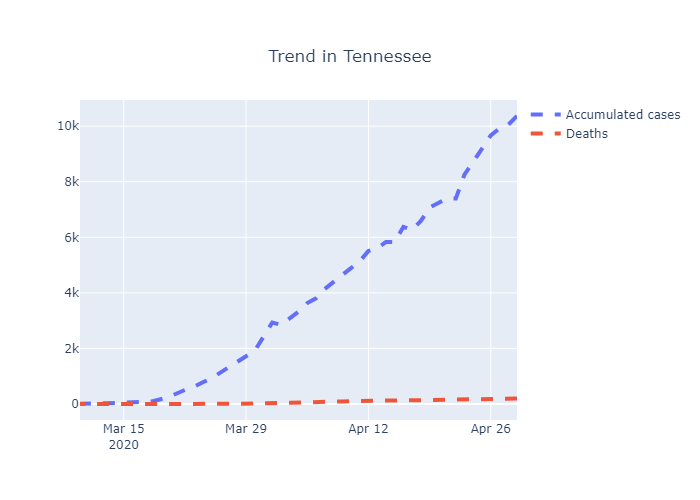 Trend in Tennessee
Accumulated cases
Deaths
10k
8k
6k
4k
2k
0
Mar 15
2020
Mar 29
Apr 12
Apr 26